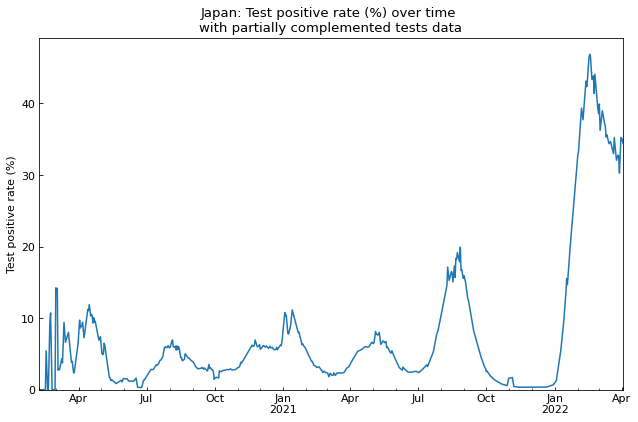 Japan: Test positive rate (%) over time
with partially complemented tests data
Test positive rate (%)
40
30
20
10
0
Apr
Jul
Oct
Jan
2021
Apr
Jul
Oct
Jan
2022
Apr